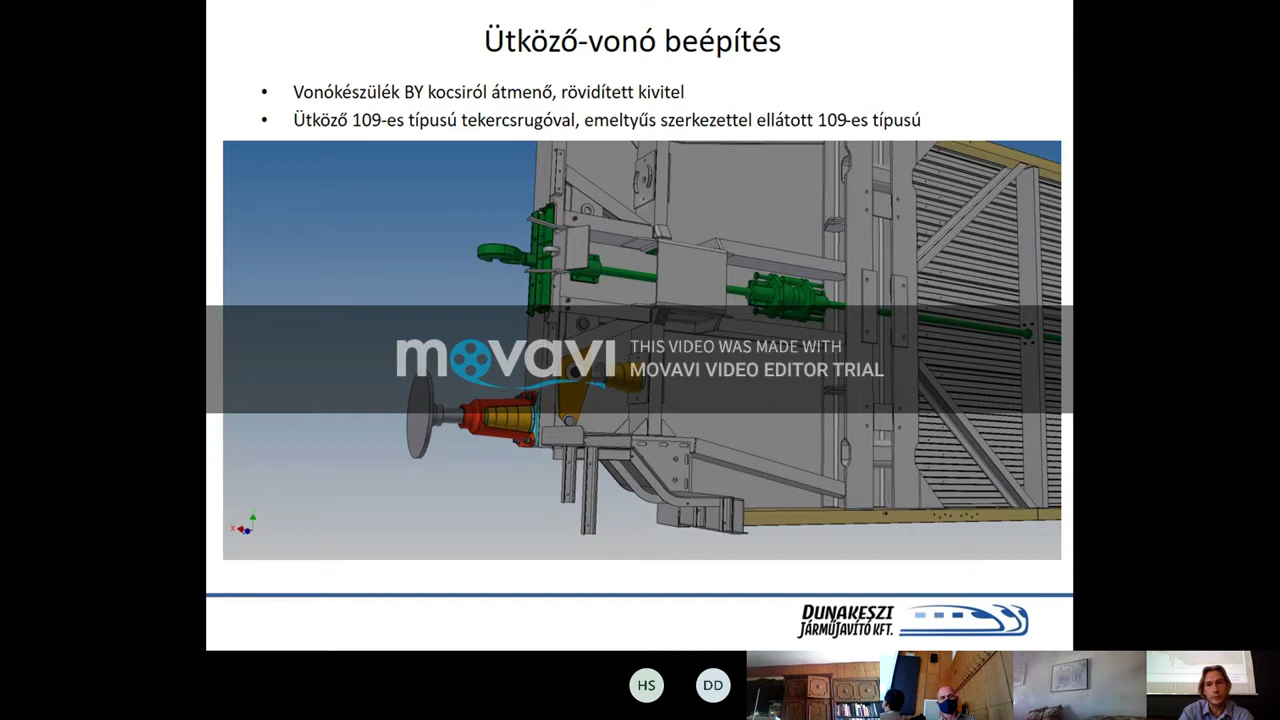 Ütköző-vonó beépítés
• Vonókészülék BY kocsiról átmenő, rövidített kivitel
• Ütköző 109-es típusú tekercsrugóval, emeltyűs szerkezettel ellátott 109-es típusú
movavi
THIS VIDEO WAS MADE WITH
MOVAVI VIDEO EDITOR TRIAL
X
DUNAKESZI
JÁRMŰJAVÍTÓ KFT.
HS
DD